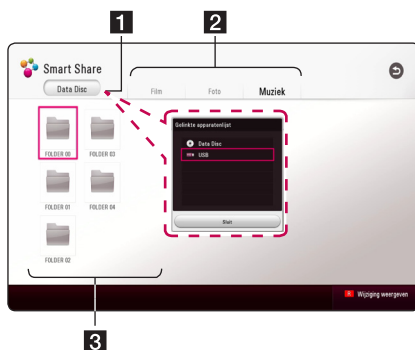 1
2
Smart Share
Data Disc
Film
Foto
Muziek
Gelinkte apparatenlijst
Data Disc
USB
Start
FOLDER 00
FOLDER 03
FOLDER 01
FOLDER 04
FOLDER 02
Wijziging weergeven
3